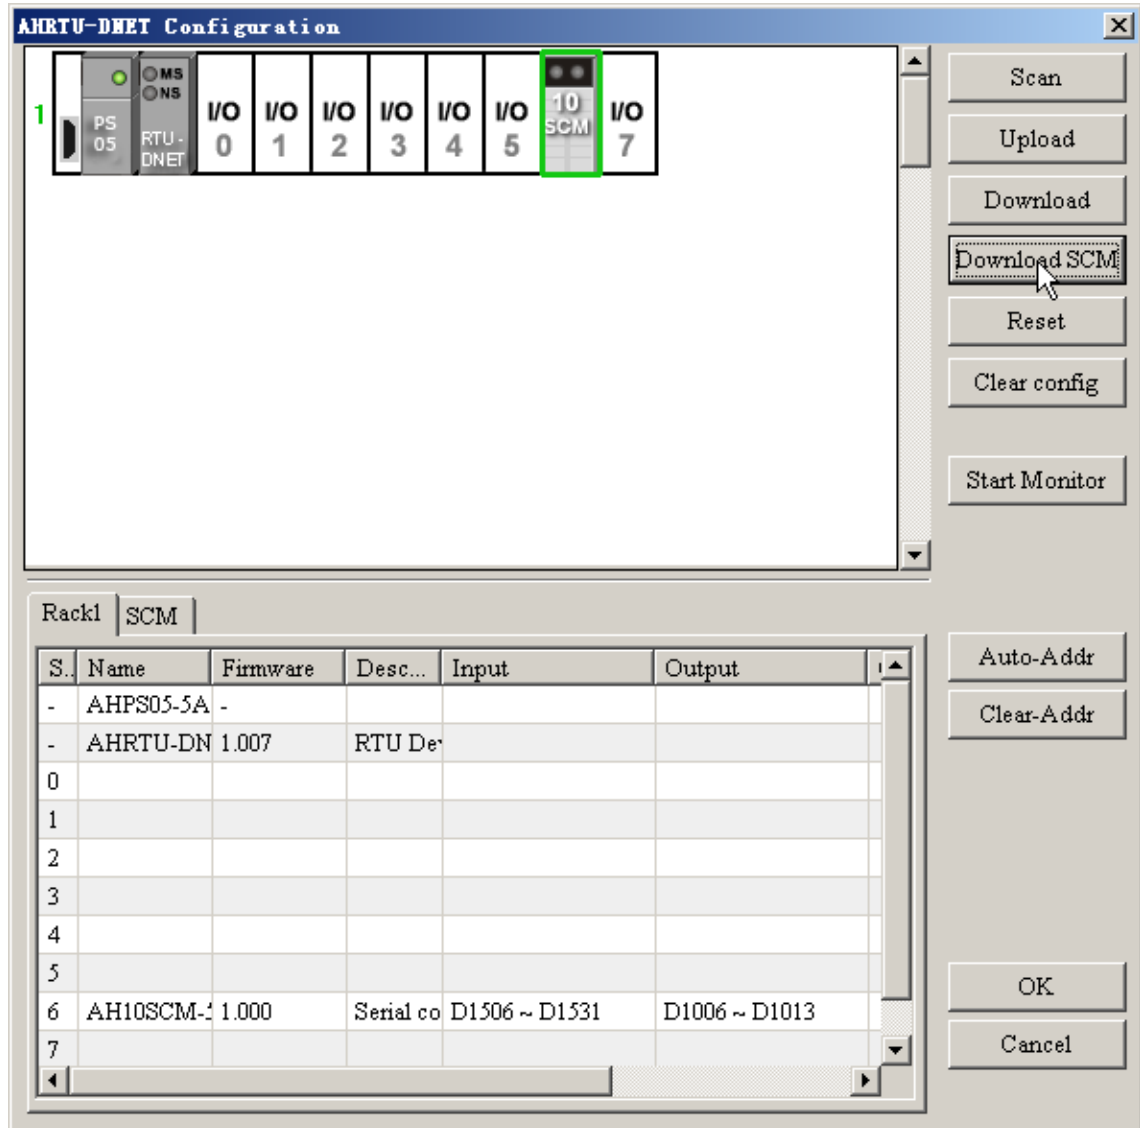 AHRTU-DNET Configuration
1
PS
05
MS
NS
RTU-
DNET
I/O
0
I/O
1
I/O
2
I/O
3
I/O
4
I/O
5
10
SCM
I/O
7
Scan
Upload
Download
Download SCM
Reset
Clear config
Start Monitor
Rack1 SCM
S.. Name Firmware Desc... Input Output
- AHPS05-5A -
- AHRTU-DN 1.007 RTU De
0
1
2
3
4
5
6 AH10SCM- 1.000 Serial co D1506 ~ D1531 D1006 ~ D1013
7
Auto-Addr
Clear-Addr
OK
Cancel